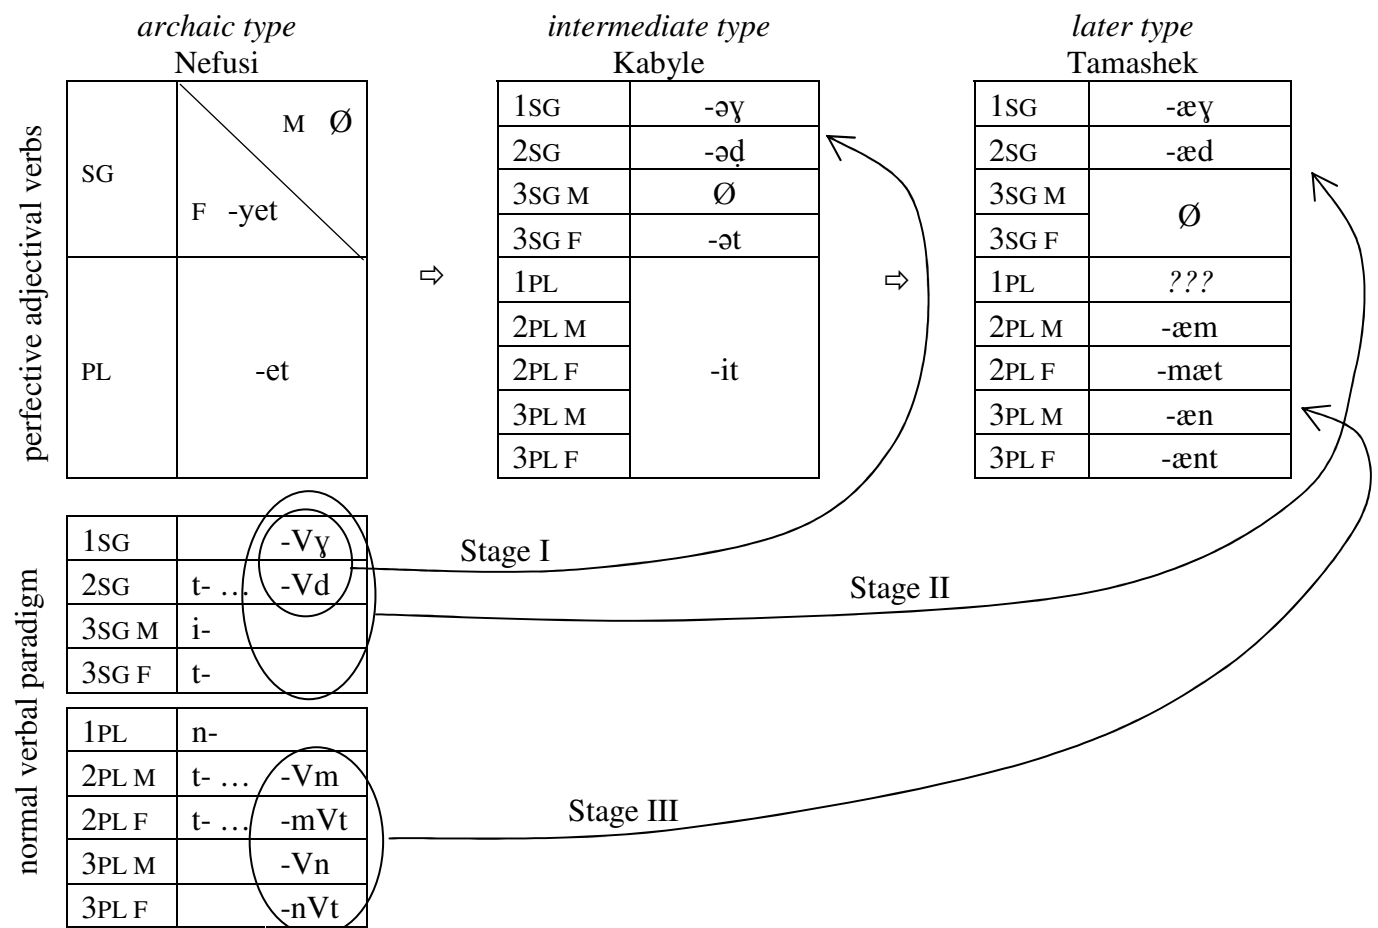 archaic type intermediate type later type
Nefusi Kabyle Tamashek
perfective adjectival verbs
SG M Ø
F -yet
PL -et
⇨
1SG -əɣ
2SG -əḍ
3SG M Ø
3SG F -ət
1PL
2PL M
2PL F -it
3PL M
3PL F
⇨
1SG -æɣ
2SG -æd
3SG M Ø
3SG F
1PL ???
2PL M -æm
2PL F -mæt
3PL M -æn
3PL F -ænt
normal verbal paradigm
1SG -Vɣ
2SG t- … -Vd
3SG M i-
3SG F t-
1PL n-
2PL M t- … -Vm
2PL F t- … -mVt
3PL M -Vn
3PL F -nVt
Stage I
Stage II
Stage III